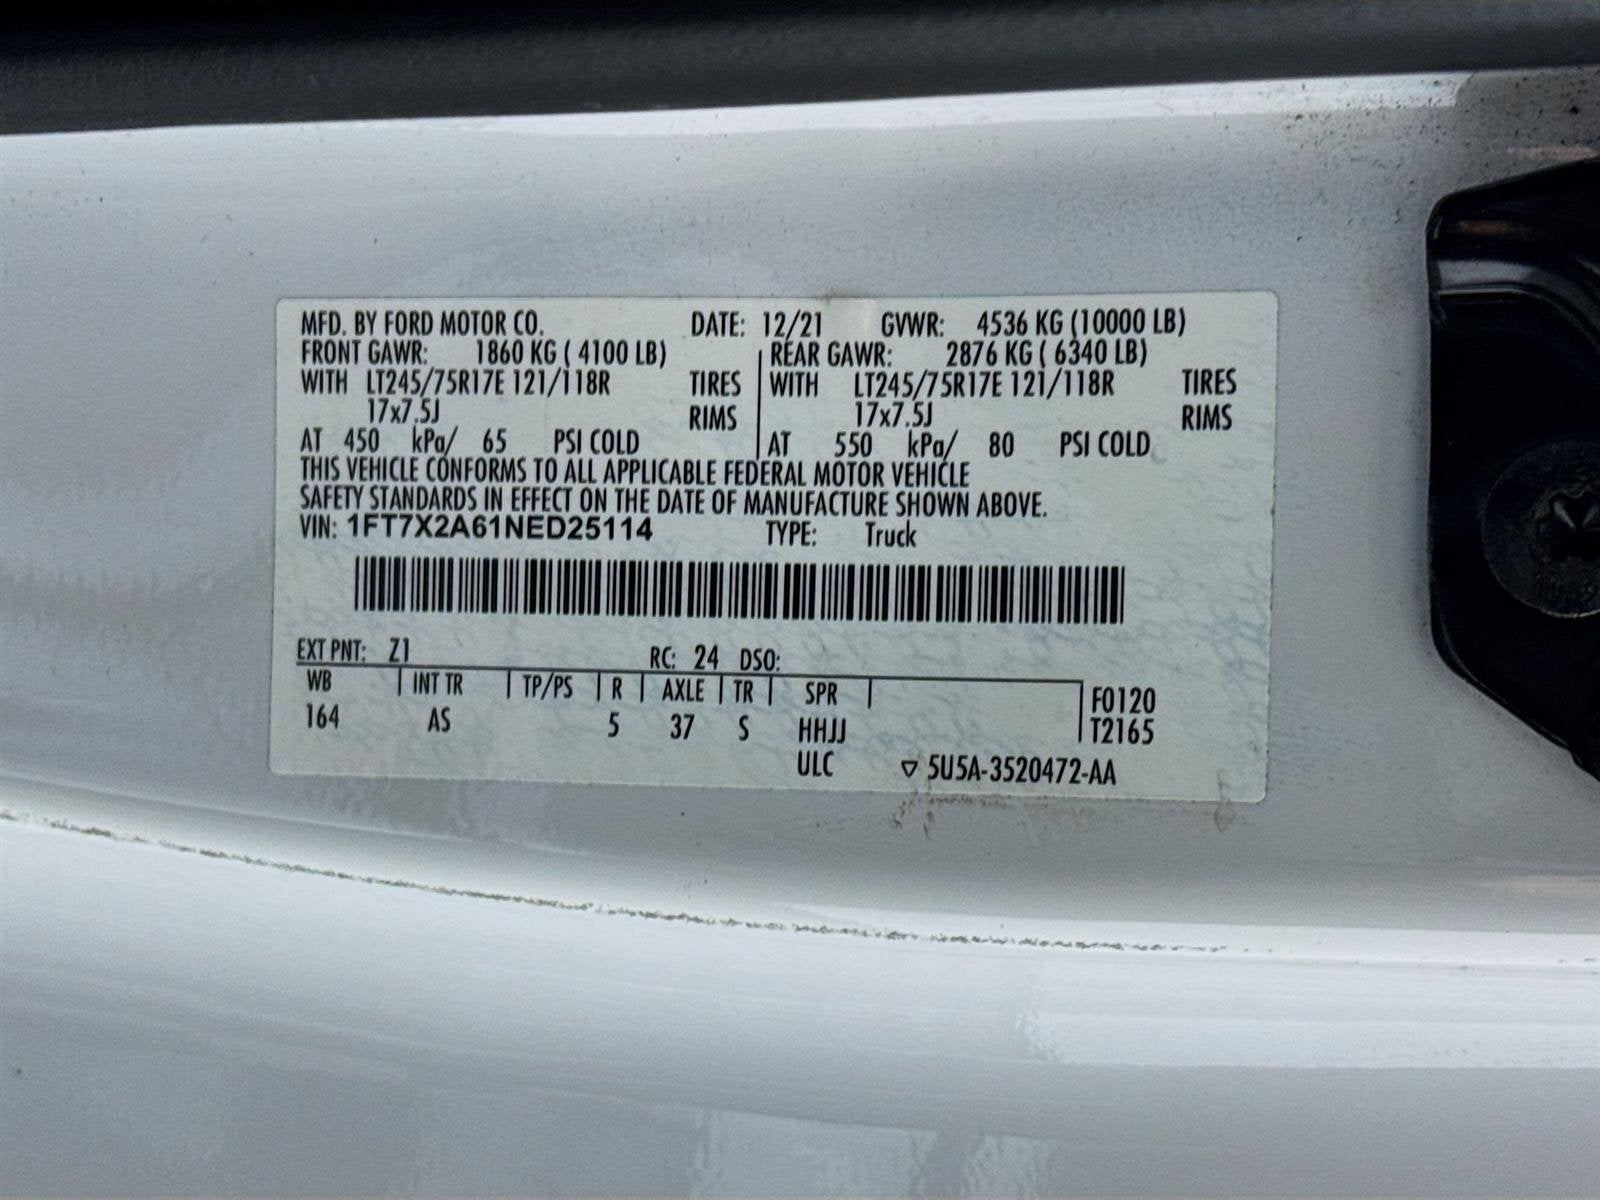 MFD. BY FORD MOTOR CO. DATE: 12/21 GVWR: 4536 KG (10000 LB)
FRONT GAWR: 1860 KG ( 4100 LB) REAR GAWR: 2876 KG ( 6340 LB)
WITH LT245/75R17E 121/118R TIRES WITH LT245/75R17E 121/118R TIRES
17x7.5J RIMS 17x7.5J RIMS
AT 450 kPa/ 65 PSI COLD AT 550 kPa/ 80 PSI COLD
THIS VEHICLE CONFORMS TO ALL APPLICABLE FEDERAL MOTOR VEHICLE
SAFETY STANDARDS IN EFFECT ON THE DATE OF MANUFACTURE SHOWN ABOVE.
VIN: 1FT7X2A61NED25114 TYPE: Truck
EXT PNT: Z1 RC: 24 DSO:
WB INT TR TP/PS R AXLE TR SPR F0120
164 AS 5 37 S HHJJ T2165
ULC 5U5A-3520472-AA